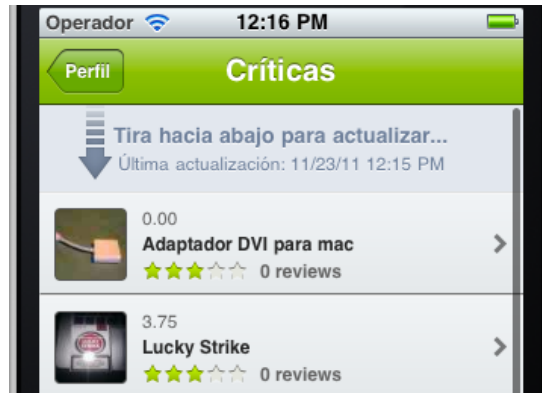 Operador 12:16 PM
Perfil
Críticas
Tira hacia abajo para actualizar...
Última actualización: 11/23/11 12:15 PM
0.00
Adaptador DVI para mac
0 reviews
3.75
Lucky Strike
0 reviews